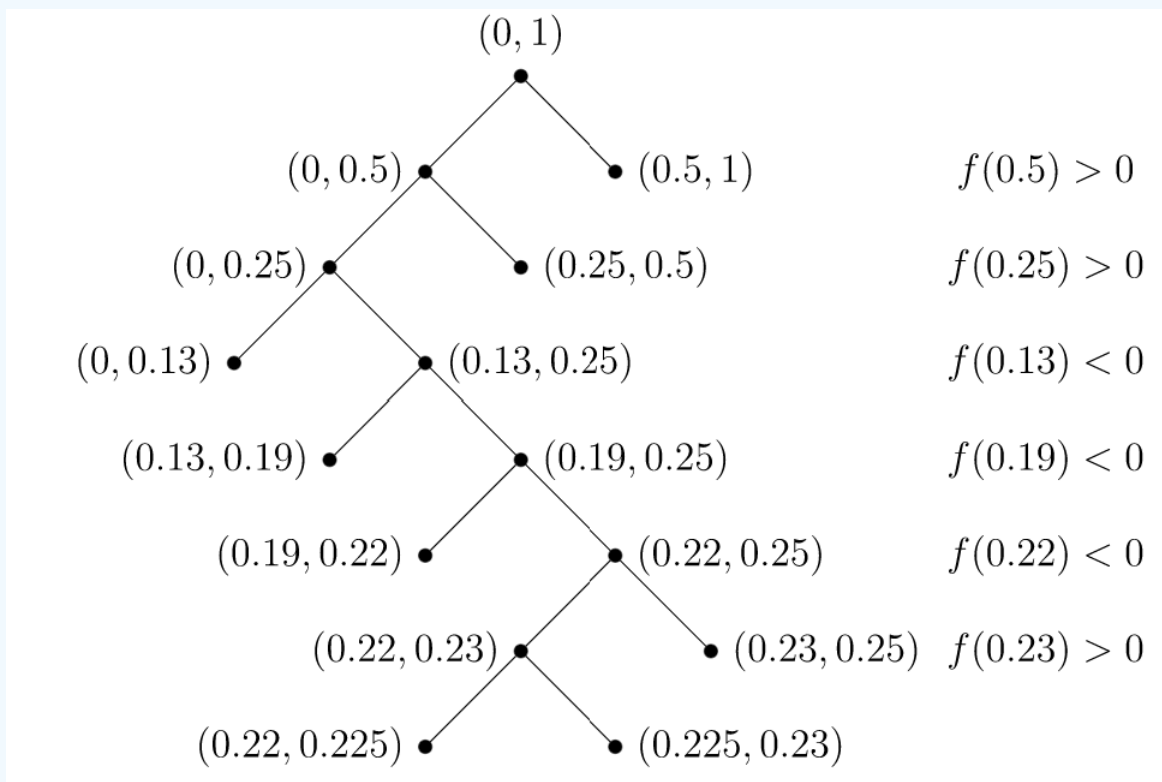 (0, 1)
(0, 0.5) (0.5, 1) f(0.5) > 0
(0, 0.25) (0.25, 0.5) f(0.25) > 0
(0, 0.13) (0.13, 0.25) f(0.13) < 0
(0.13, 0.19) (0.19, 0.25) f(0.19) < 0
(0.19, 0.22) (0.22, 0.25) f(0.22) < 0
(0.22, 0.23) (0.23, 0.25) f(0.23) > 0
(0.22, 0.225) (0.225, 0.23)